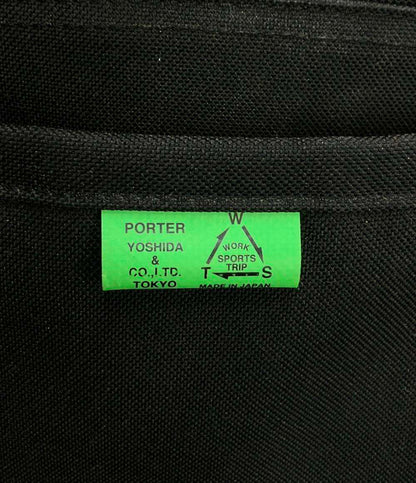 PORTER
YOSHIDA
&
CO.,LTD.
TOKYO
W
WORK
SPORTS
TRIP
T S
MADE IN JAPAN